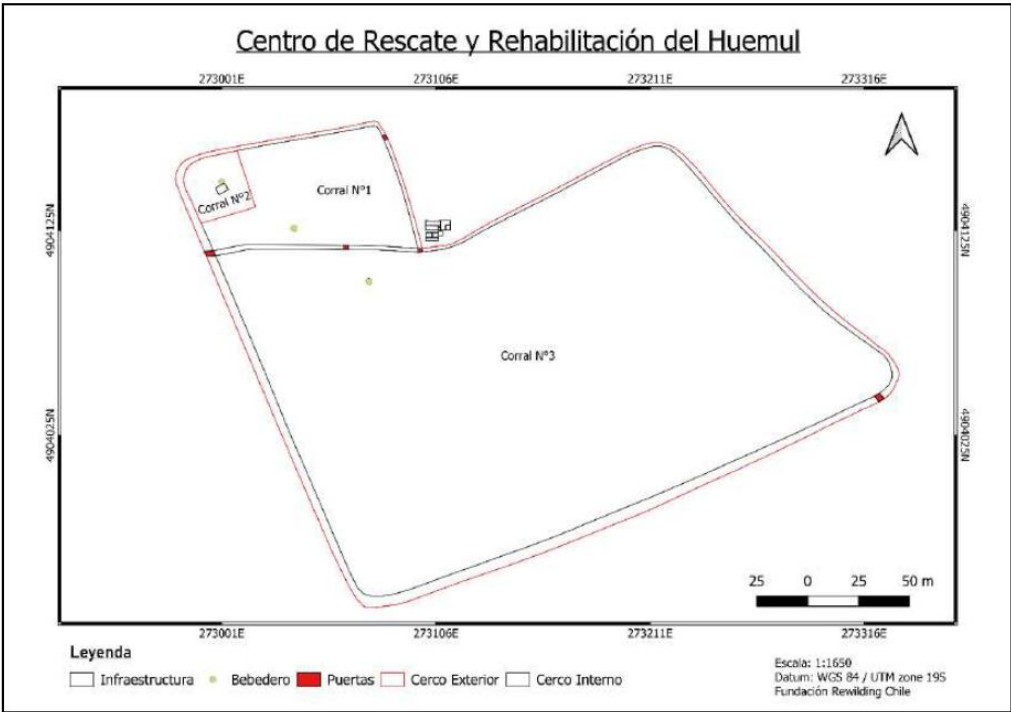 Centro de Rescate y Rehabilitación del Huemul
273001E 273106E 273211E 273316E
4904125N
4904125N
Corral N°1
Corral N°2
Corral N°3
4904025N
4904025N
25 0 25 50 m
273001E 273106E 273211E 273316E
Leyenda
Infraestructura Bebedero Puertas Cerco Exterior Cerco Interno
Escala: 1:1650
Datum: WGS 84 / UTM zone 19S
Fundación Rewilding Chile